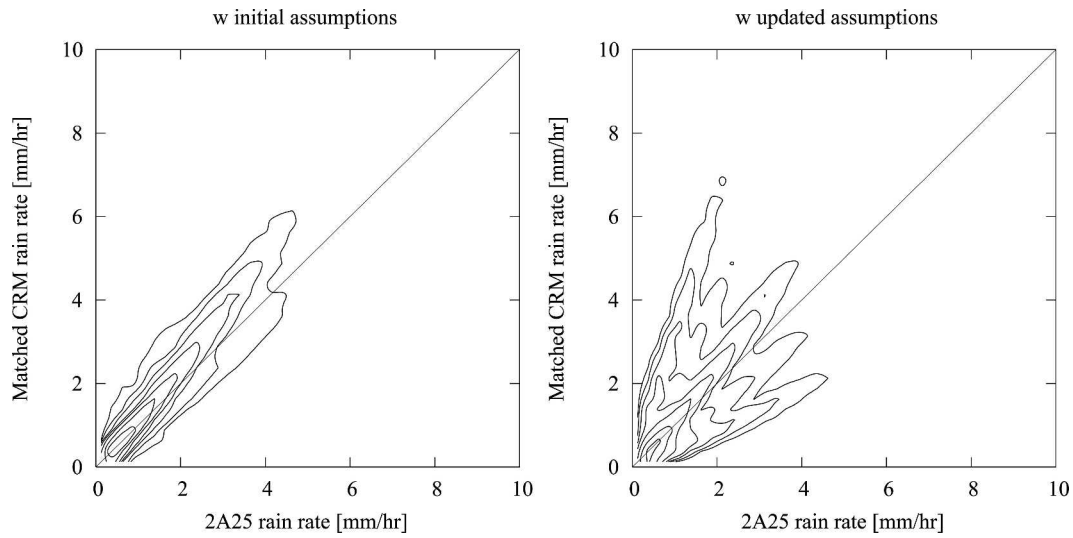 w initial assumptions
10
8
6
4
2
0
0 2 4 6 8 10
Matched CRM rain rate [mm/hr]
2A25 rain rate [mm/hr]
w updated assumptions
10
8
6
4
2
0
0 2 4 6 8 10
Matched CRM rain rate [mm/hr]
2A25 rain rate [mm/hr]